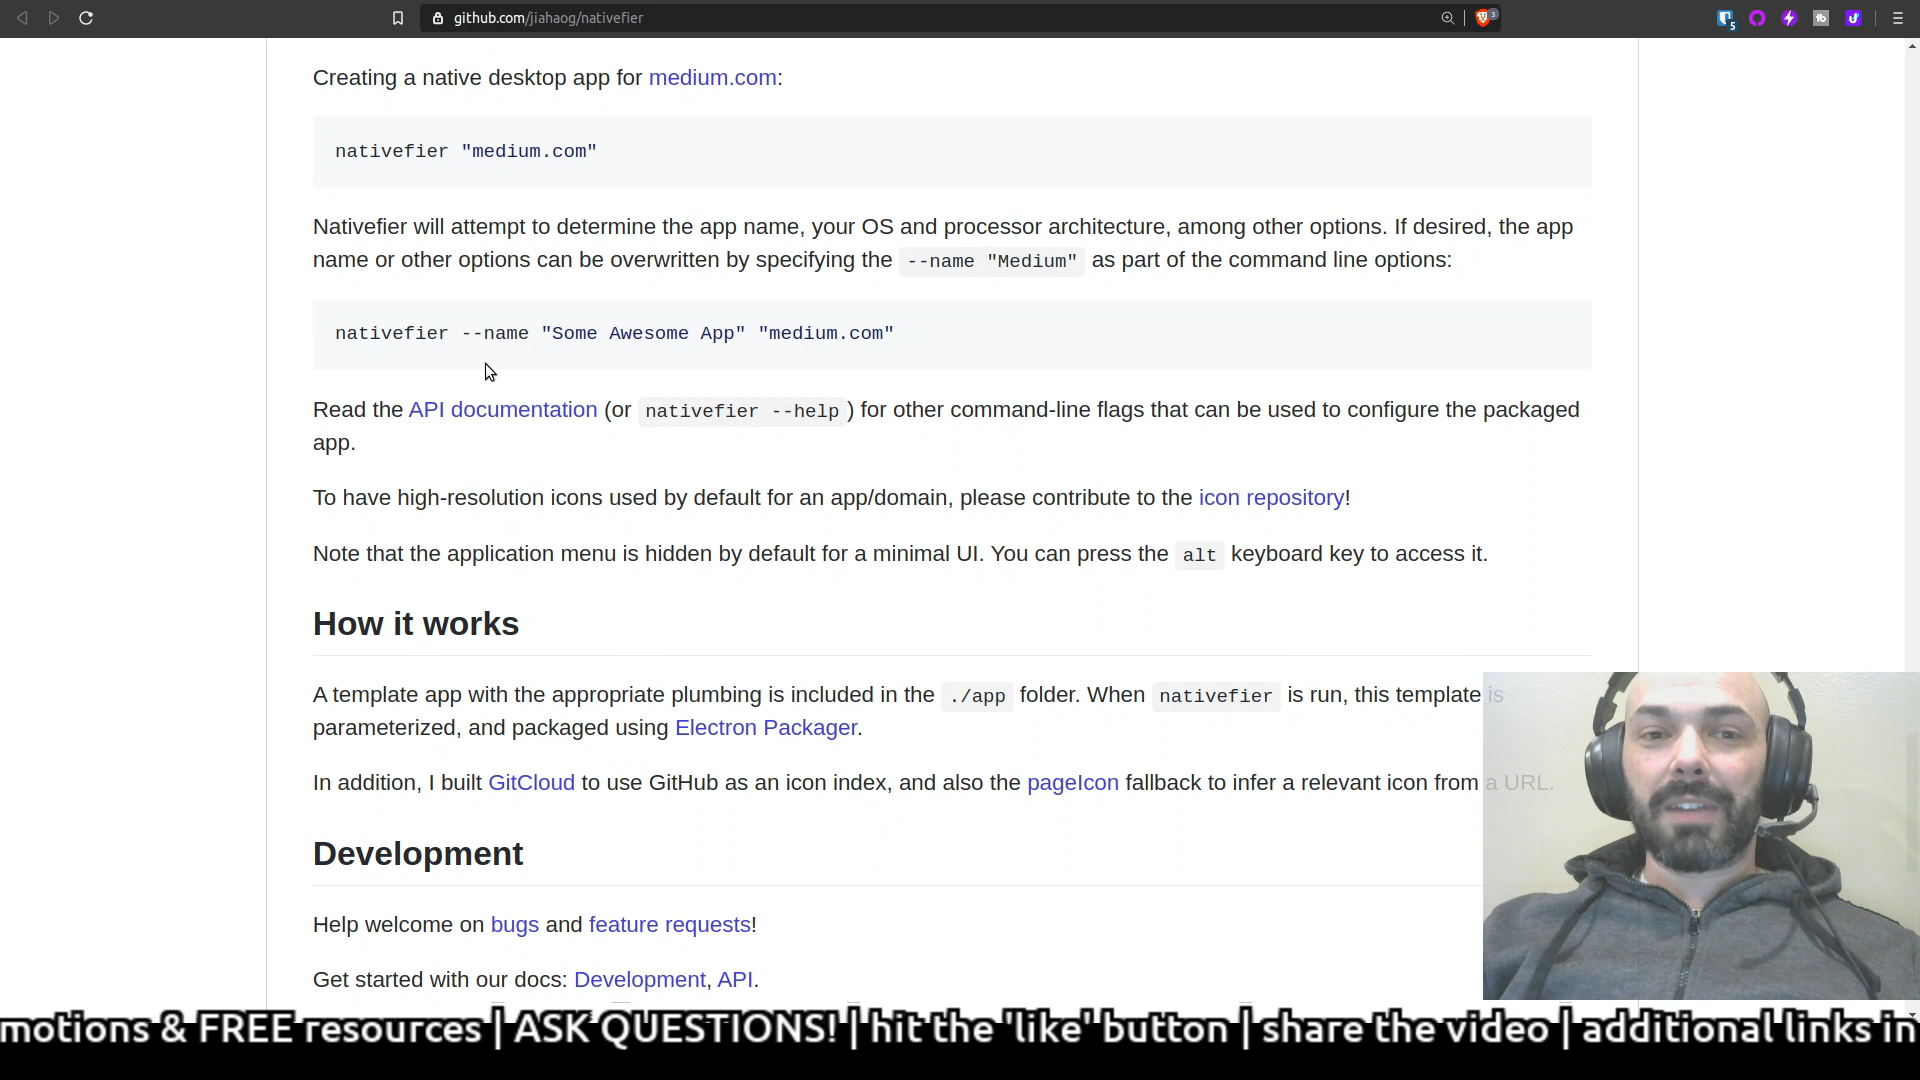 github.com/jiahaog/nativefier
3
5
Creating a native desktop app for medium.com:
nativefier "medium.com"
Nativefier will attempt to determine the app name, your OS and processor architecture, among other options. If desired, the app
name or other options can be overwritten by specifying the --name "Medium" as part of the command line options:
nativefier --name "Some Awesome App" "medium.com"
Read the API documentation (or nativefier --help) for other command-line flags that can be used to configure the packaged
app.
To have high-resolution icons used by default for an app/domain, please contribute to the icon repository!
Note that the application menu is hidden by default for a minimal UI. You can press the alt keyboard key to access it.
How it works
A template app with the appropriate plumbing is included in the ./app folder. When nativefier is run, this template is
parameterized, and packaged using Electron Packager.
In addition, I built GitCloud to use GitHub as an icon index, and also the pageIcon fallback to infer a relevant icon from a URL.
Development
Help welcome on bugs and feature requests!
Get started with our docs: Development, API.
motions & FREE resources | ASK QUESTIONS! | hit the 'like' button | share the video | additional links in